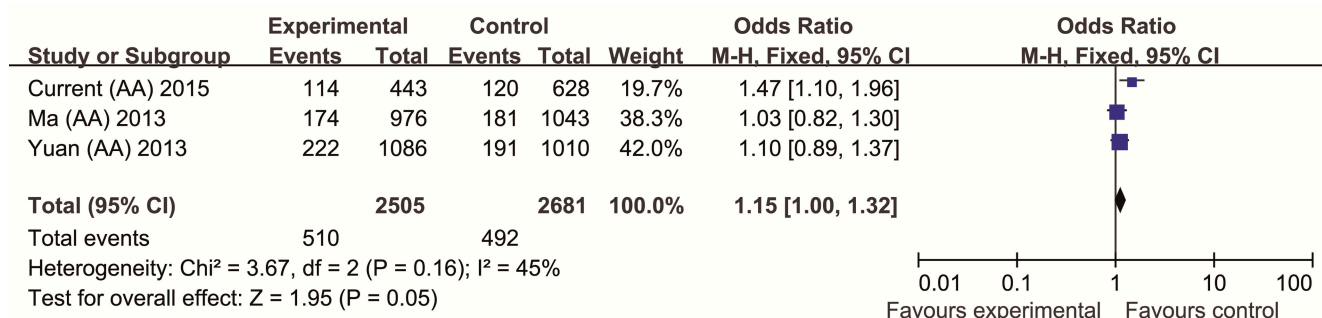 Experimental Control Odds Ratio Odds Ratio
Study or Subgroup Events Total Events Total Weight M-H, Fixed, 95% CI M-H, Fixed, 95% CI
Current (AA) 2015 114 443 120 628 19.7% 1.47 [1.10, 1.96]
Ma (AA) 2013 174 976 181 1043 38.3% 1.03 [0.82, 1.30]
Yuan (AA) 2013 222 1086 191 1010 42.0% 1.10 [0.89, 1.37]
Total (95% CI) 2505 2681 100.0% 1.15 [1.00, 1.32]
Total events 510 492
Heterogeneity: Chi² = 3.67, df = 2 (P = 0.16); I² = 45%
Test for overall effect: Z = 1.95 (P = 0.05)
0.01 0.1 1 10 100
Favours experimental Favours control